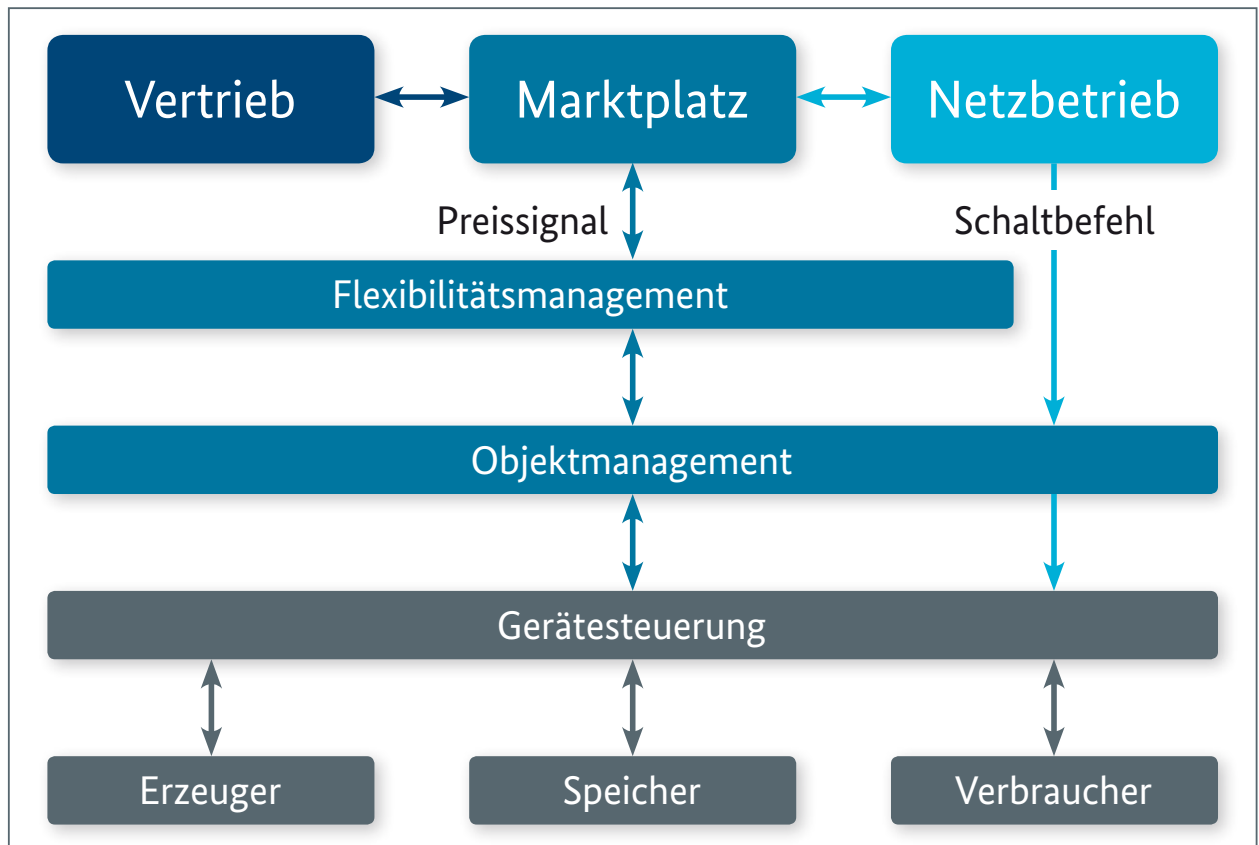 Vertrieb
Marktplatz
Netzbetrieb
Preissignal
Schaltbefehl
Flexibilitätsmanagement
Objektmanagement
Gerätesteuerung
Erzeuger
Speicher
Verbraucher